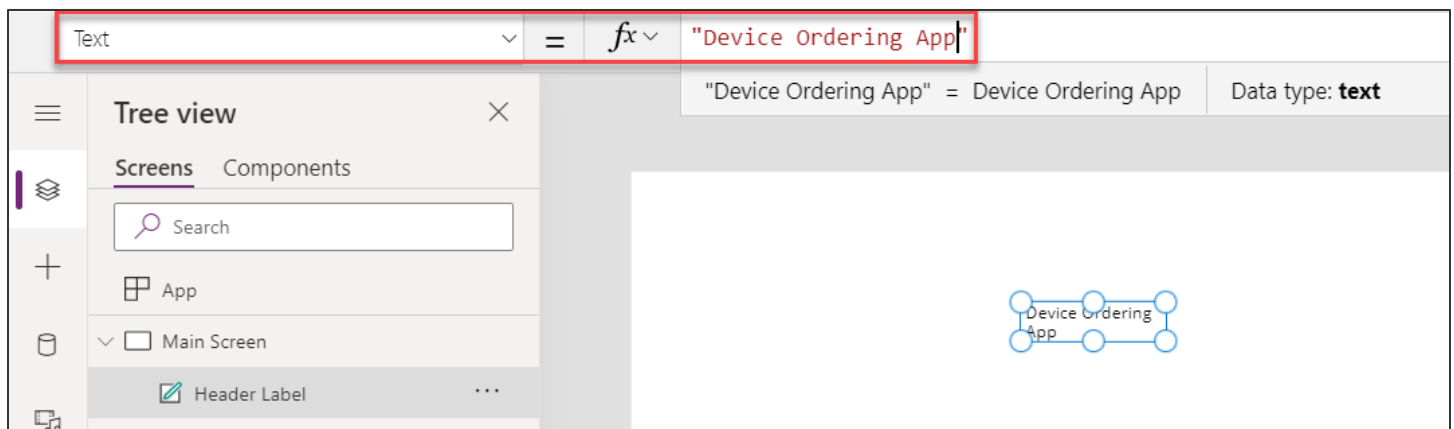 Text = fx "Device Ordering App"
"Device Ordering App" = Device Ordering App Data type: text
Tree view
Screens Components
Search
App
Main Screen
Header Label ...
Device Ordering
App